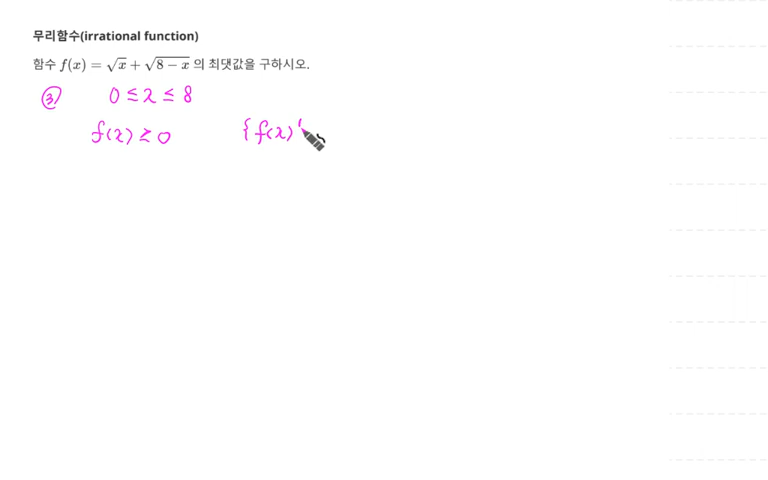 무리함수(irrational function)
함수 f(x) = √x + √(8 − x) 의 최댓값을 구하시오.
③ 0 ≤ x ≤ 8
f(x) ≥ 0 { f(x)